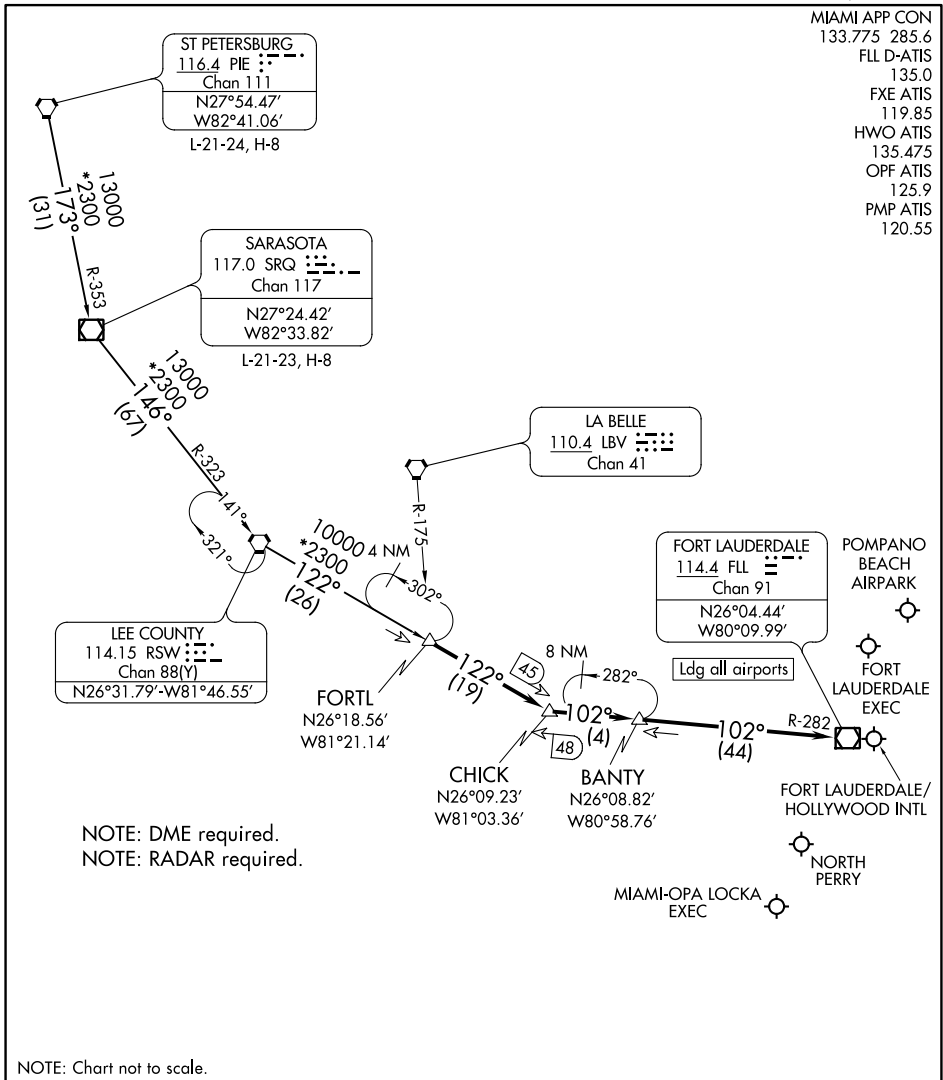 MIAMI APP CON
133.775 285.6
FLL D-ATIS
135.0
FXE ATIS
119.85
HWO ATIS
135.475
OPF ATIS
125.9
PMP ATIS
120.55
ST PETERSBURG
116.4 PIE
Chan 111
N27°54.47'
W82°41.06'
L-21-24, H-8
13000
*2300
173°
(31)
R-353
SARASOTA
117.0 SRQ
Chan 117
N27°24.42'
W82°33.82'
L-21-23, H-8
13000
*2300
146°
(67)
R-323
141°
321°
LA BELLE
110.4 LBV
Chan 41
R-175
10000
*2300
122°
(26)
4 NM
302°
LEE COUNTY
114.15 RSW
Chan 88(Y)
N26°31.79'-W81°46.55'
FORTL
N26°18.56'
W81°21.14'
122°
(19)
45
8 NM
282°
102°
(4)
48
CHICK
N26°09.23'
W81°03.36'
BANTY
N26°08.82'
W80°58.76'
FORT LAUDERDALE
114.4 FLL
Chan 91
N26°04.44'
W80°09.99'
Ldg all airports
102°
(44)
R-282
POMPANO
BEACH
AIRPARK
FORT
LAUDERDALE
EXEC
FORT LAUDERDALE/
HOLLYWOOD INTL
NORTH
PERRY
MIAMI-OPA LOCKA
EXEC
NOTE: DME required.
NOTE: RADAR required.
NOTE: Chart not to scale.